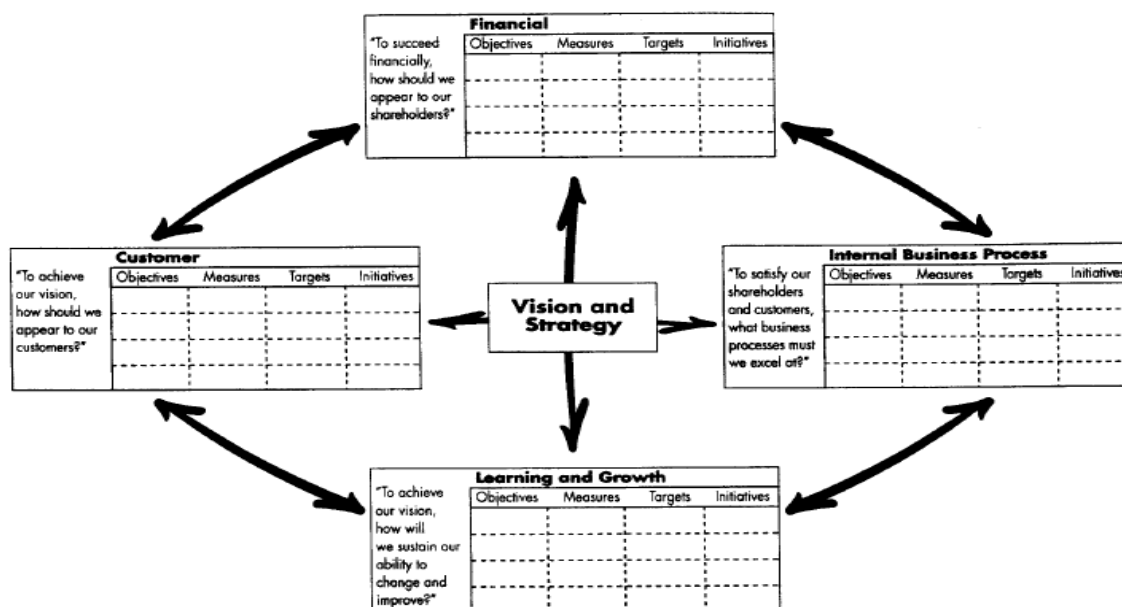 Financial
"To succeed
financially,
how should we
appear to our
shareholders?"
Objectives Measures Targets Initiatives
Customer
"To achieve
our vision,
how should we
appear to our
customers?"
Objectives Measures Targets Initiatives
Vision and
Strategy
Internal Business Process
"To satisfy our
shareholders
and customers,
what business
processes must
we excel at?"
Objectives Measures Targets Initiatives
Learning and Growth
"To achieve
our vision,
how will
we sustain our
ability to
change and
improve?"
Objectives Measures Targets Initiatives